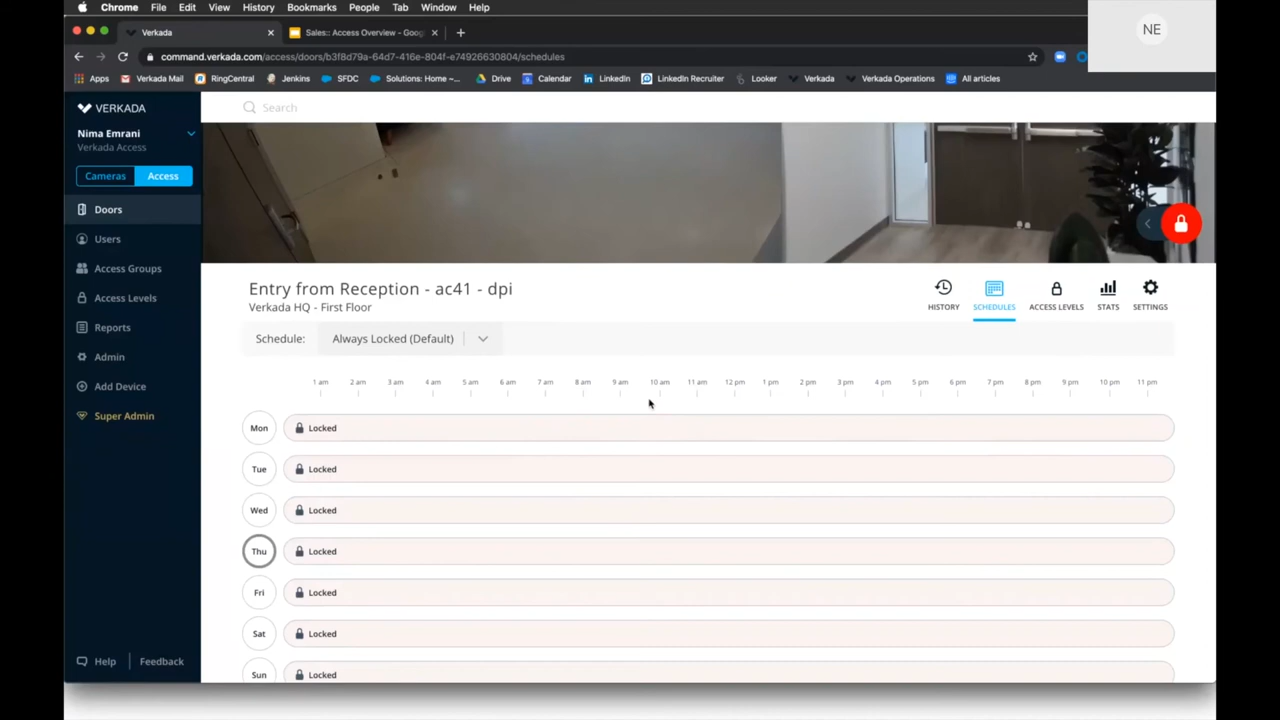 Chrome File Edit View History Bookmarks People Tab Window Help
NE
Verkada
Sales:: Access Overview - Goog
command.verkada.com/access/doors/b3f8d79a-64d7-416e-804f-e74926630804/schedules
Apps Verkada Mail RingCentral Jenkins SFDC Solutions: Home –... Drive Calendar LinkedIn LinkedIn Recruiter Looker Verkada Verkada Operations All articles
VERKADA
Search
Nima Emrani
Verkada Access
Cameras Access
Doors
Users
Access Groups
Access Levels
Reports
Admin
Add Device
Super Admin
Help Feedback
Entry from Reception - ac41 - dpi
Verkada HQ - First Floor
HISTORY SCHEDULES ACCESS LEVELS STATS SETTINGS
Schedule: Always Locked (Default)
1 am 2 am 3 am 4 am 5 am 6 am 7 am 8 am 9 am 10 am 11 am 12 pm 1 pm 2 pm 3 pm 4 pm 5 pm 6 pm 7 pm 8 pm 9 pm 10 pm 11 pm
Mon Locked
Tue Locked
Wed Locked
Thu Locked
Fri Locked
Sat Locked
Sun Locked